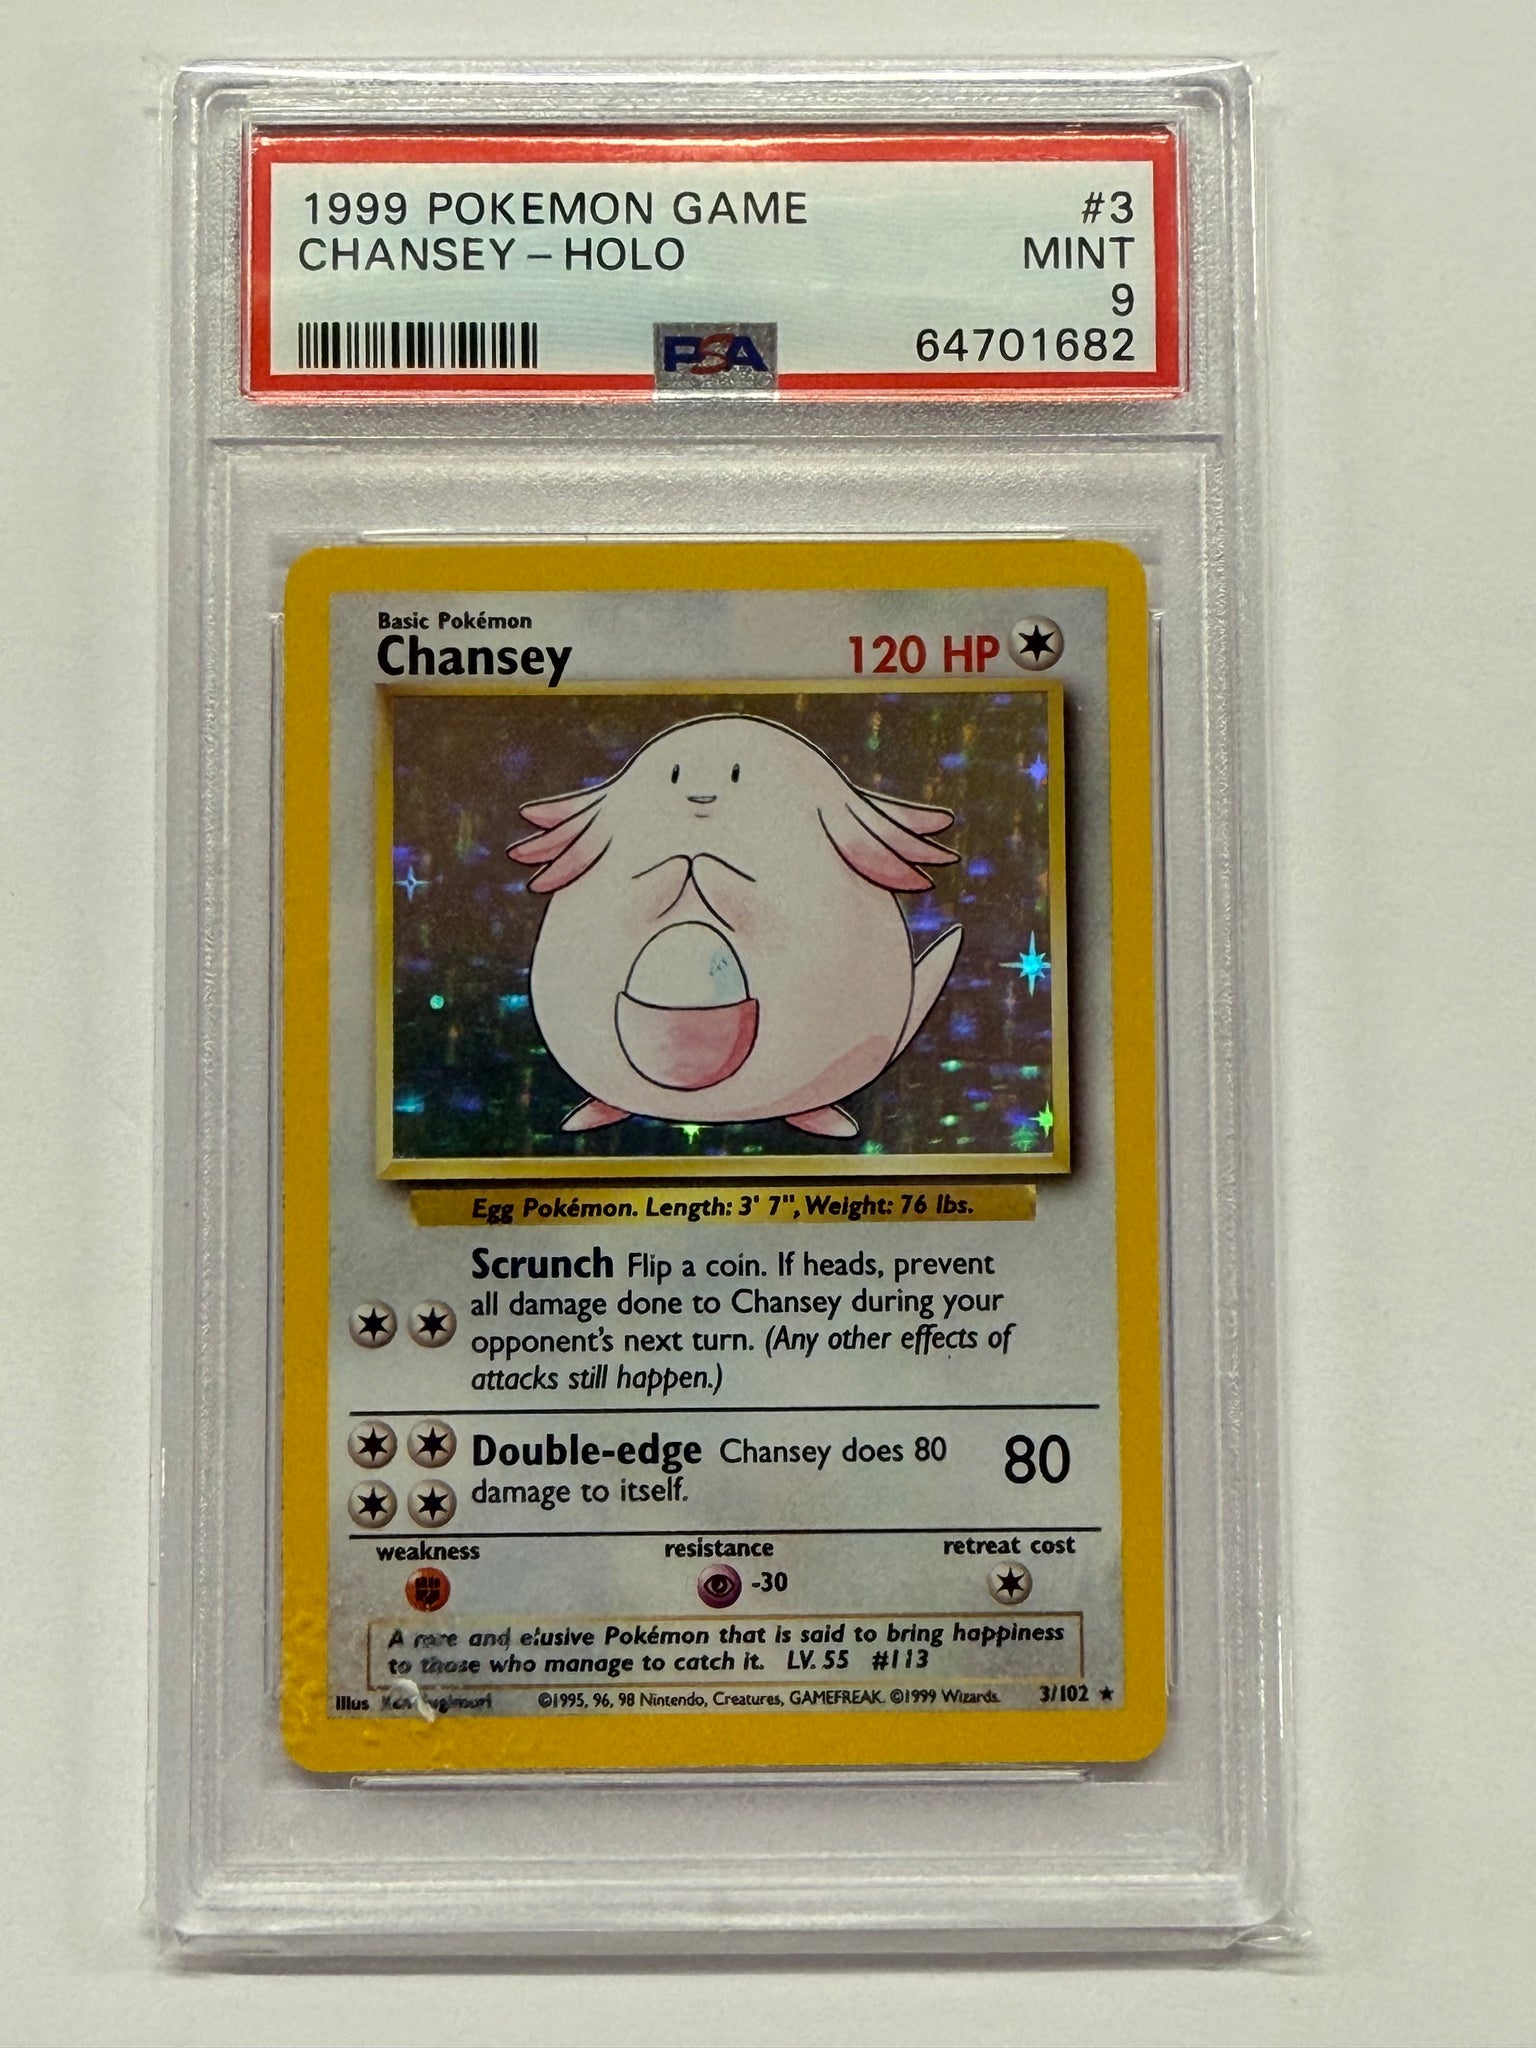 1999 POKEMON GAME #3
CHANSEY – HOLO MINT
9
PSA 64701682
Basic Pokémon
Chansey 120 HP
Egg Pokémon. Length: 3' 7", Weight: 76 lbs.
Scrunch Flip a coin. If heads, prevent
all damage done to Chansey during your
opponent's next turn. (Any other effects of
attacks still happen.)
Double-edge Chansey does 80 80
damage to itself.
weakness resistance retreat cost
-30
A rare and elusive Pokémon that is said to bring happiness
to those who manage to catch it. LV. 55 #113
Illus Ken Sugimori ©1995, 96, 98 Nintendo, Creatures, GAMEFREAK. ©1999 Wizards. 3/102 ★